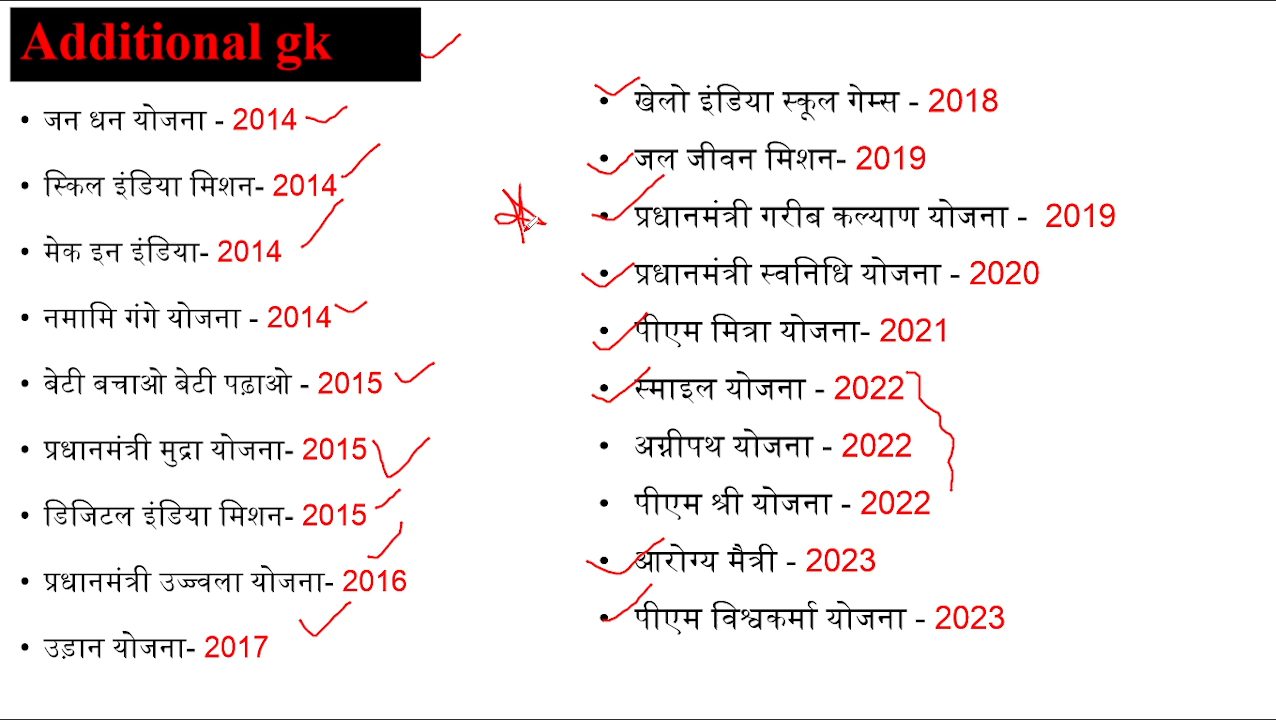 Additional gk
• जन धन योजना - 2014
• स्किल इंडिया मिशन- 2014
• मेक इन इंडिया- 2014
• नमामि गंगे योजना - 2014
• बेटी बचाओ बेटी पढ़ाओ - 2015
• प्रधानमंत्री मुद्रा योजना- 2015
• डिजिटल इंडिया मिशन- 2015
• प्रधानमंत्री उज्ज्वला योजना- 2016
• उड़ान योजना- 2017
• खेलो इंडिया स्कूल गेम्स - 2018
• जल जीवन मिशन- 2019
• प्रधानमंत्री गरीब कल्याण योजना - 2019
• प्रधानमंत्री स्वनिधि योजना - 2020
• पीएम मित्रा योजना- 2021
• स्माइल योजना - 2022
• अग्नीपथ योजना - 2022
• पीएम श्री योजना - 2022
• आरोग्य मैत्री - 2023
• पीएम विश्वकर्मा योजना - 2023